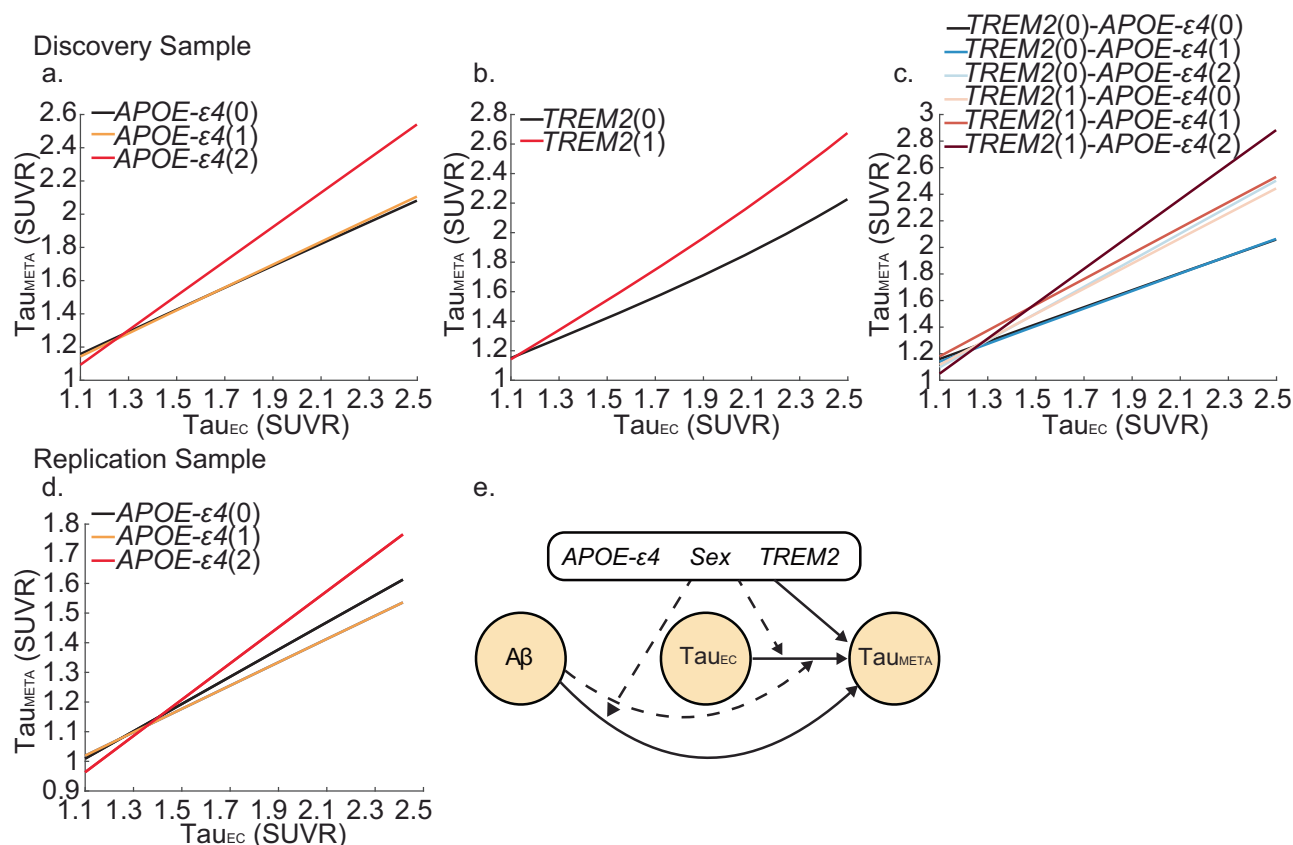 Discovery Sample
a.
APOE-ε4(0)
APOE-ε4(1)
APOE-ε4(2)
2.6
2.4
2.2
2
1.8
1.6
1.4
1.2
1
TauMETA (SUVR)
1.1 1.3 1.5 1.7 1.9 2.1 2.3 2.5
TauEC (SUVR)
b.
TREM2(0)
TREM2(1)
2.8
2.6
2.4
2.2
2
1.8
1.6
1.4
1.2
1
TauMETA (SUVR)
1.1 1.3 1.5 1.7 1.9 2.1 2.3 2.5
TauEC (SUVR)
c.
TREM2(0)-APOE-ε4(0)
TREM2(0)-APOE-ε4(1)
TREM2(0)-APOE-ε4(2)
TREM2(1)-APOE-ε4(0)
TREM2(1)-APOE-ε4(1)
TREM2(1)-APOE-ε4(2)
3
2.8
2.6
2.4
2.2
2
1.8
1.6
1.4
1.2
1
TauMETA (SUVR)
1.1 1.3 1.5 1.7 1.9 2.1 2.3 2.5
TauEC (SUVR)
Replication Sample
d.
APOE-ε4(0)
APOE-ε4(1)
APOE-ε4(2)
1.8
1.7
1.6
1.5
1.4
1.3
1.2
1.1
1
0.9
TauMETA (SUVR)
1.1 1.3 1.5 1.7 1.9 2.1 2.3 2.5
TauEC (SUVR)
e.
APOE-ε4 Sex TREM2
Aβ
TauEC
TauMETA